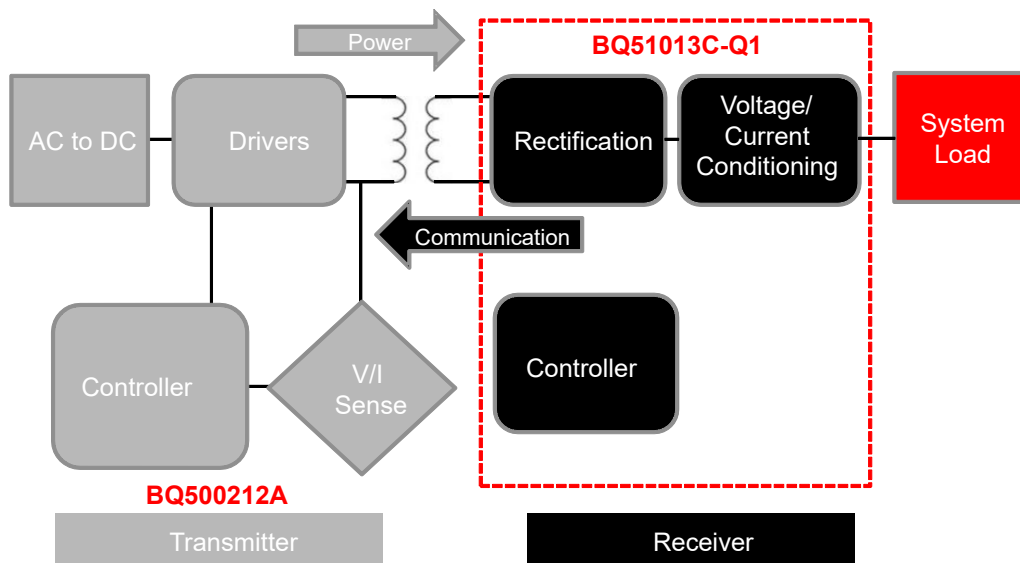 Power
BQ51013C-Q1
AC to DC
Drivers
Rectification
Voltage/
Current
Conditioning
System
Load
Communication
Controller
V/I
Sense
Controller
BQ500212A
Transmitter
Receiver